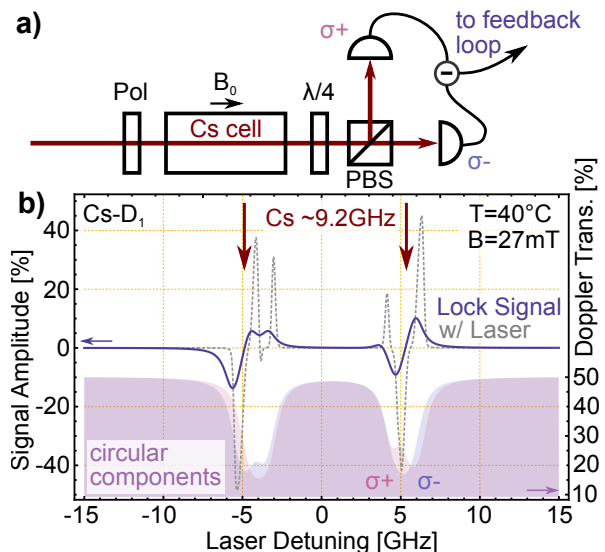 a)
σ+
to feedback
loop
Pol
B₀
λ/4
−
Cs cell
PBS
σ-
b)
Cs-D₁
Cs ~9.2GHz
T=40°C
B=27mT
Lock Signal
w/ Laser
circular
components
σ+
σ-
Signal Amplitude [%]
40
20
0
-20
-40
Doppler Trans. [%]
50
40
30
20
10
-15
-10
-5
0
5
10
15
Laser Detuning [GHz]